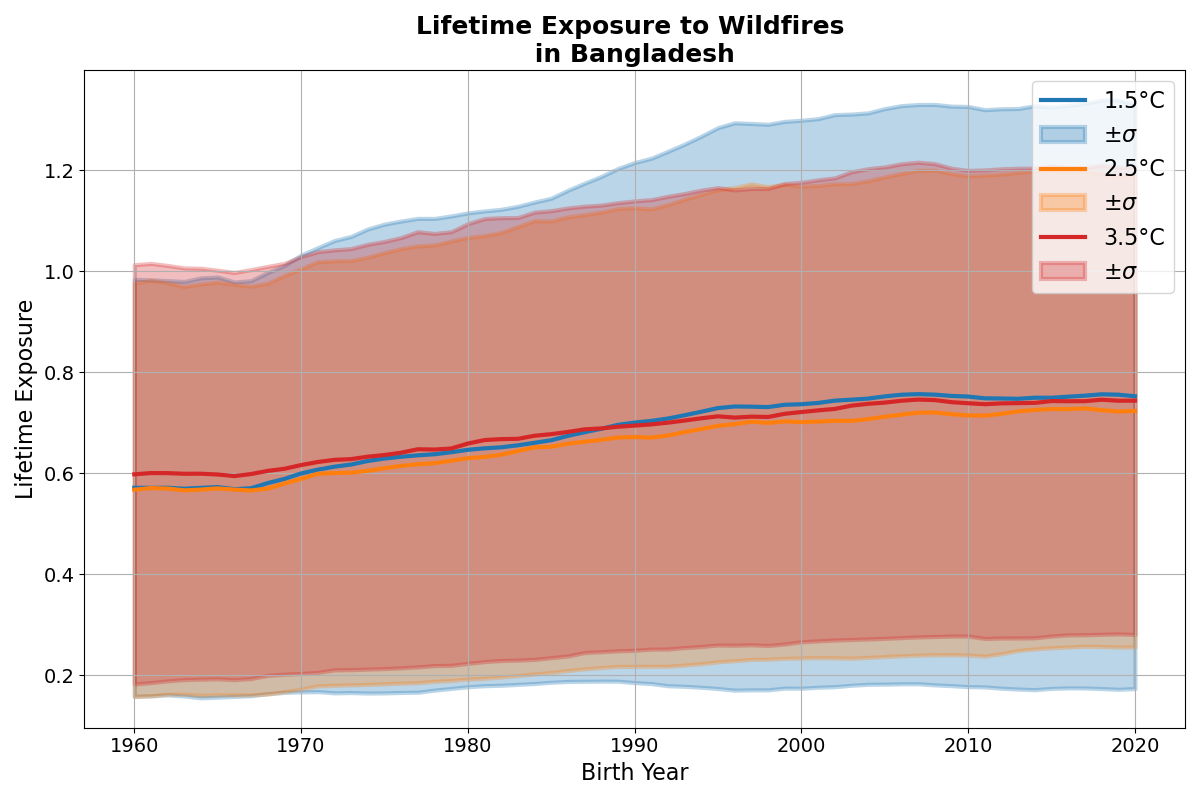 Lifetime Exposure to Wildfires
in Bangladesh
1.5°C
±σ
2.5°C
±σ
3.5°C
±σ
Lifetime Exposure
1.2
1.0
0.8
0.6
0.4
0.2
1960 1970 1980 1990 2000 2010 2020
Birth Year